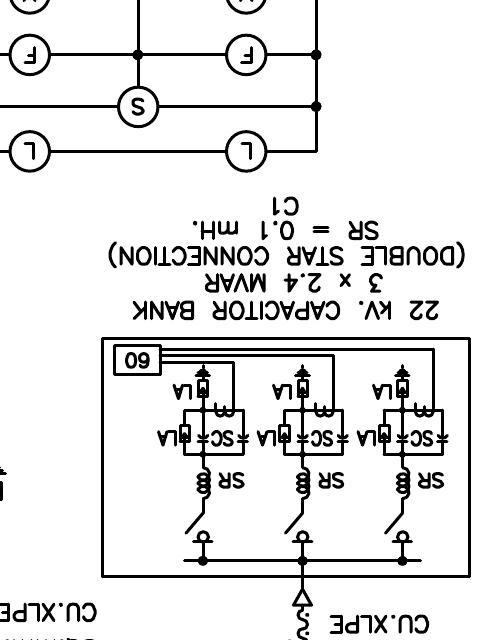 CU.XLPE
CU.XLPE
SR SR SR
SC LA SC LA SC LA
LA LA LA
60
22 kV. CAPACITOR BANK
3 x 2.4 MVAR
(DOUBLE STAR CONNECTION)
SR = 0.1 mH.
C1
L L
S
F F